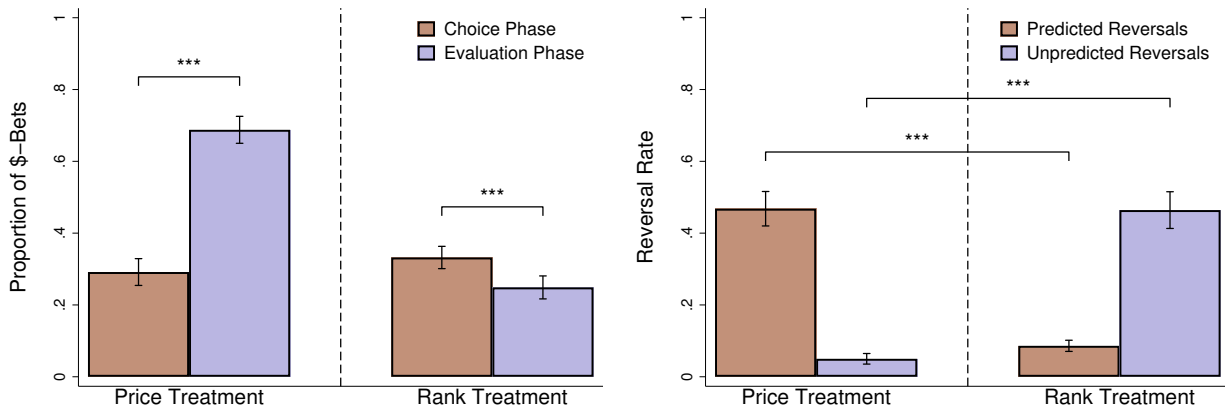 Proportion of $−Bets
0
.2
.4
.6
.8
1
Choice Phase
Evaluation Phase
***
***
Price Treatment
Rank Treatment
Reversal Rate
0
.2
.4
.6
.8
1
Predicted Reversals
Unpredicted Reversals
***
***
Price Treatment
Rank Treatment